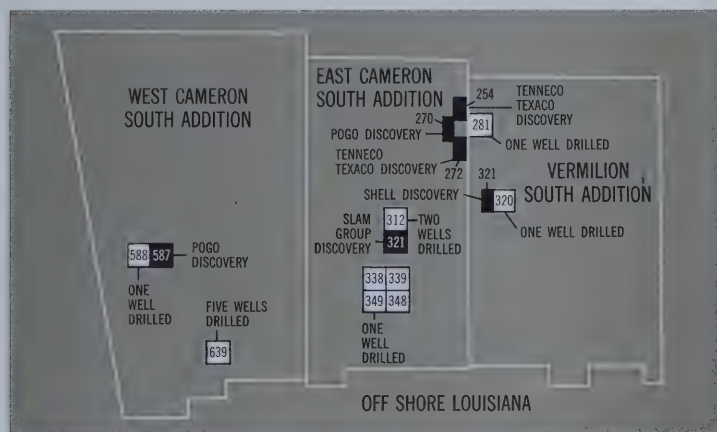 WEST CAMERON
SOUTH ADDITION
588
587
POGO
DISCOVERY
ONE
WELL
DRILLED
FIVE WELLS
DRILLED
639
EAST CAMERON
SOUTH ADDITION
270
POGO DISCOVERY
TENNECO
TEXACO DISCOVERY
272
SLAM
GROUP
DISCOVERY
312
321
TWO
WELLS
DRILLED
338
339
349
348
ONE
WELL
DRILLED
254
TENNECO
TEXACO
DISCOVERY
281
ONE WELL DRILLED
VERMILION
SOUTH ADDITION
321
SHELL DISCOVERY
320
ONE WELL DRILLED
OFF SHORE LOUISIANA